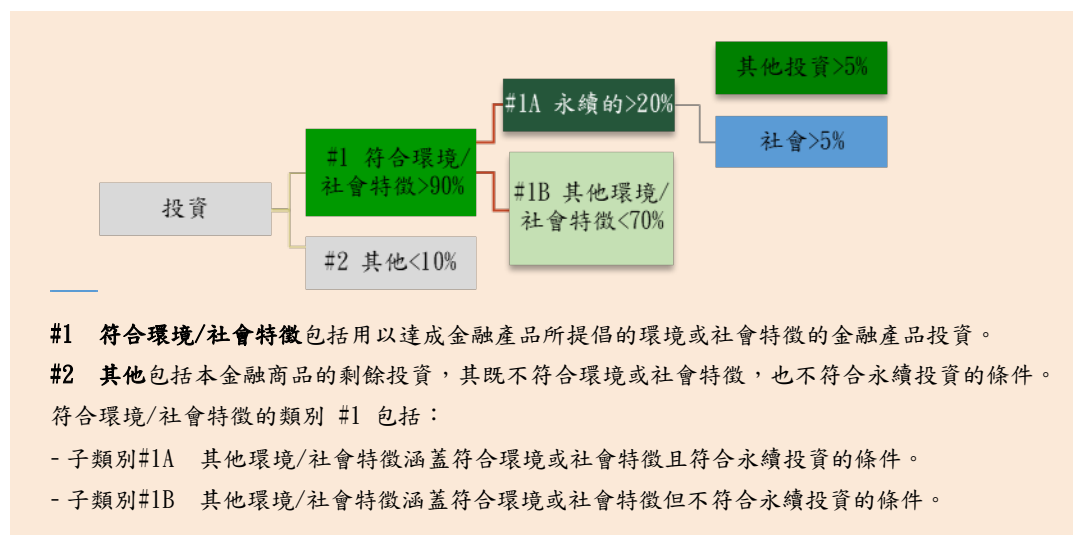 投資
#1 符合環境/
社會特徵>90%
#2 其他<10%
#1A 永續的>20%
#1B 其他環境/
社會特徵<70%
其他投資>5%
社會>5%
#1 符合環境/社會特徵包括用以達成金融產品所提倡的環境或社會特徵的金融產品投資。
#2 其他包括本金融商品的剩餘投資，其既不符合環境或社會特徵，也不符合永續投資的條件。
符合環境/社會特徵的類別 #1 包括：
- 子類別#1A 其他環境/社會特徵涵蓋符合環境或社會特徵且符合永續投資的條件。
- 子類別#1B 其他環境/社會特徵涵蓋符合環境或社會特徵但不符合永續投資的條件。